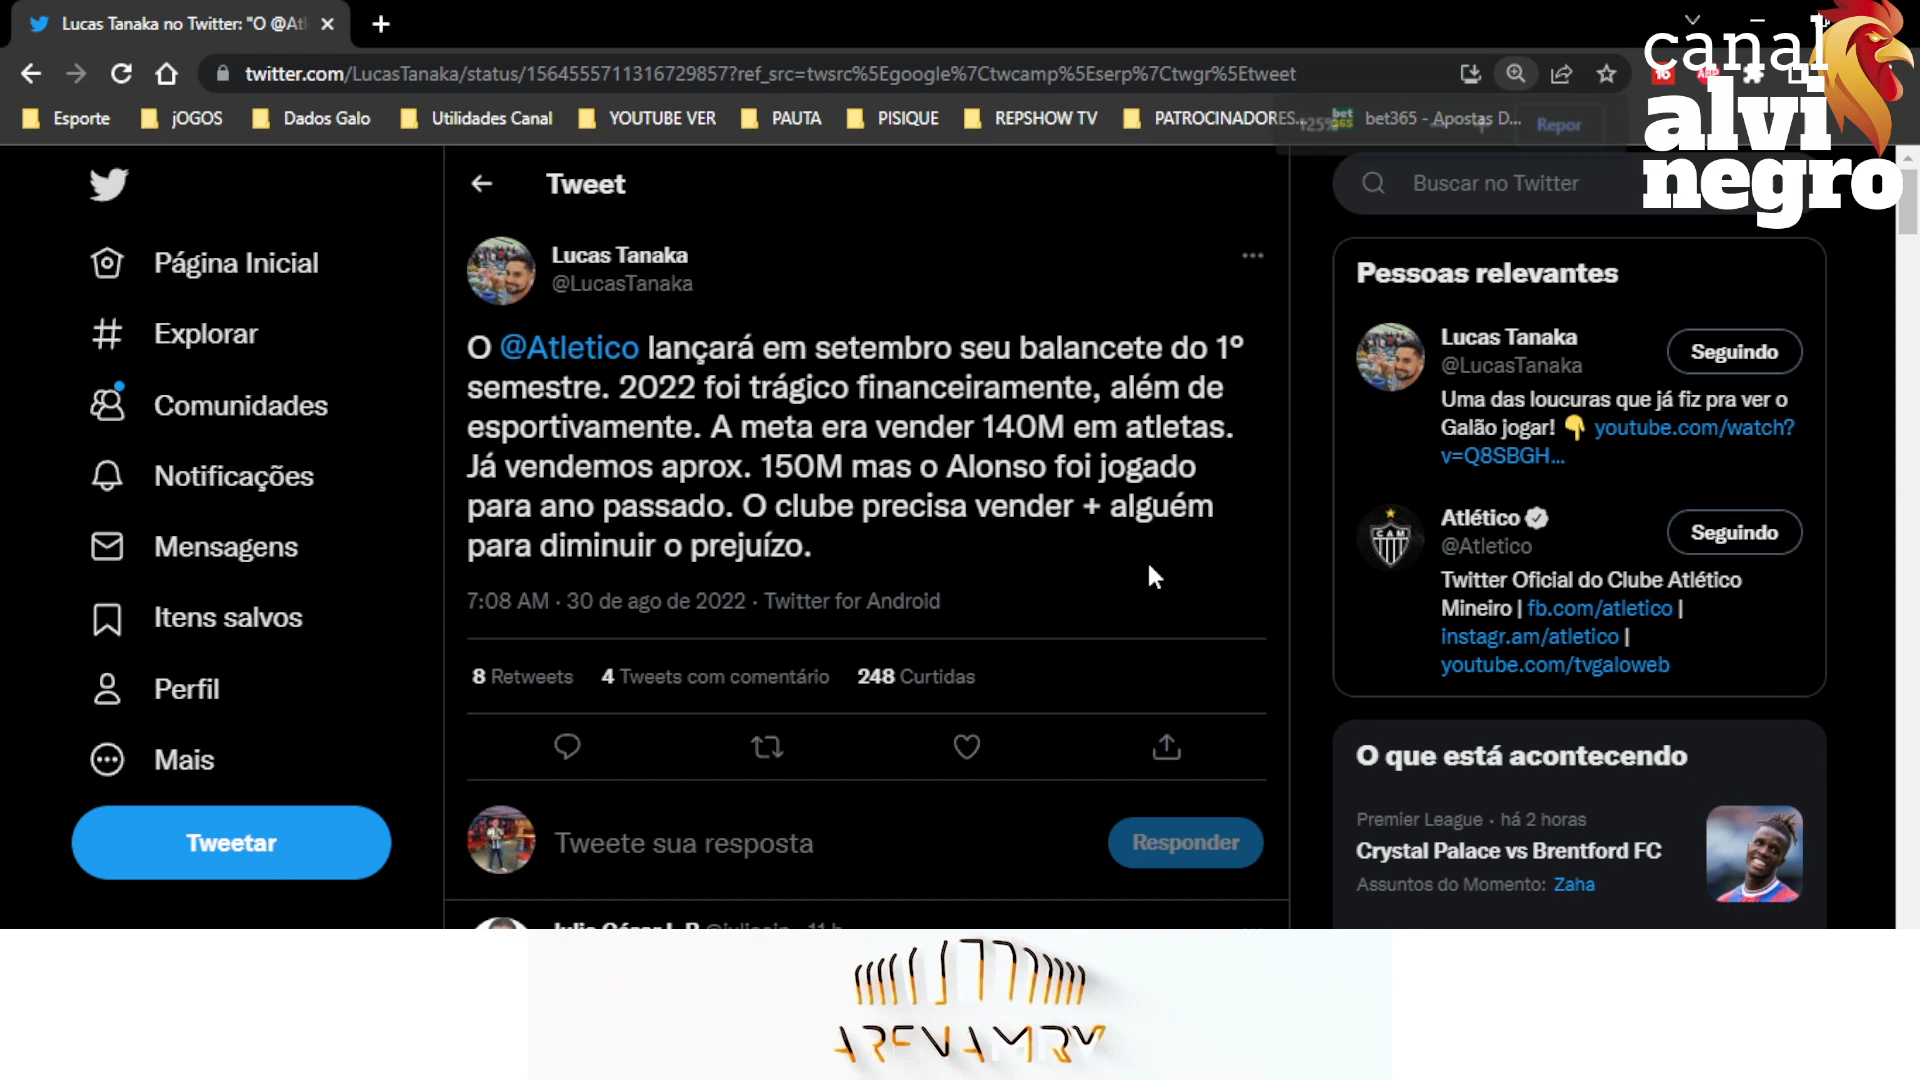 Lucas Tanaka no Twitter: "O @Atl
twitter.com/LucasTanaka/status/1564555711316729857?ref_src=twsrc%5Egoogle%7Ctwcamp%5Eserp%7Ctwgr%5Etweet
Esporte
jOGOS
Dados Galo
Utilidades Canal
YOUTUBE VER
PAUTA
PISIQUE
REPSHOW TV
PATROCINADORES...
125%
bet365 - Apostas D...
Repor
canal
alvi
negro
Página Inicial
Explorar
Comunidades
Notificações
Mensagens
Itens salvos
Perfil
Mais
Tweetar
Tweet
Lucas Tanaka
@LucasTanaka
O @Atletico lançará em setembro seu balancete do 1º
semestre. 2022 foi trágico financeiramente, além de
esportivamente. A meta era vender 140M em atletas.
Já vendemos aprox. 150M mas o Alonso foi jogado
para ano passado. O clube precisa vender + alguém
para diminuir o prejuízo.
7:08 AM · 30 de ago de 2022 · Twitter for Android
8 Retweets 4 Tweets com comentário 248 Curtidas
Tweete sua resposta
Responder
Buscar no Twitter
Pessoas relevantes
Lucas Tanaka
@LucasTanaka
Seguindo
Uma das loucuras que já fiz pra ver o
Galão jogar! 👇 youtube.com/watch?
v=Q8SBGH...
CAM
Atlético
@Atletico
Seguindo
Twitter Oficial do Clube Atlético
Mineiro | fb.com/atletico |
instagr.am/atletico |
youtube.com/tvgaloweb
O que está acontecendo
Premier League · há 2 horas
Crystal Palace vs Brentford FC
Assuntos do Momento: Zaha
ARENAMRV